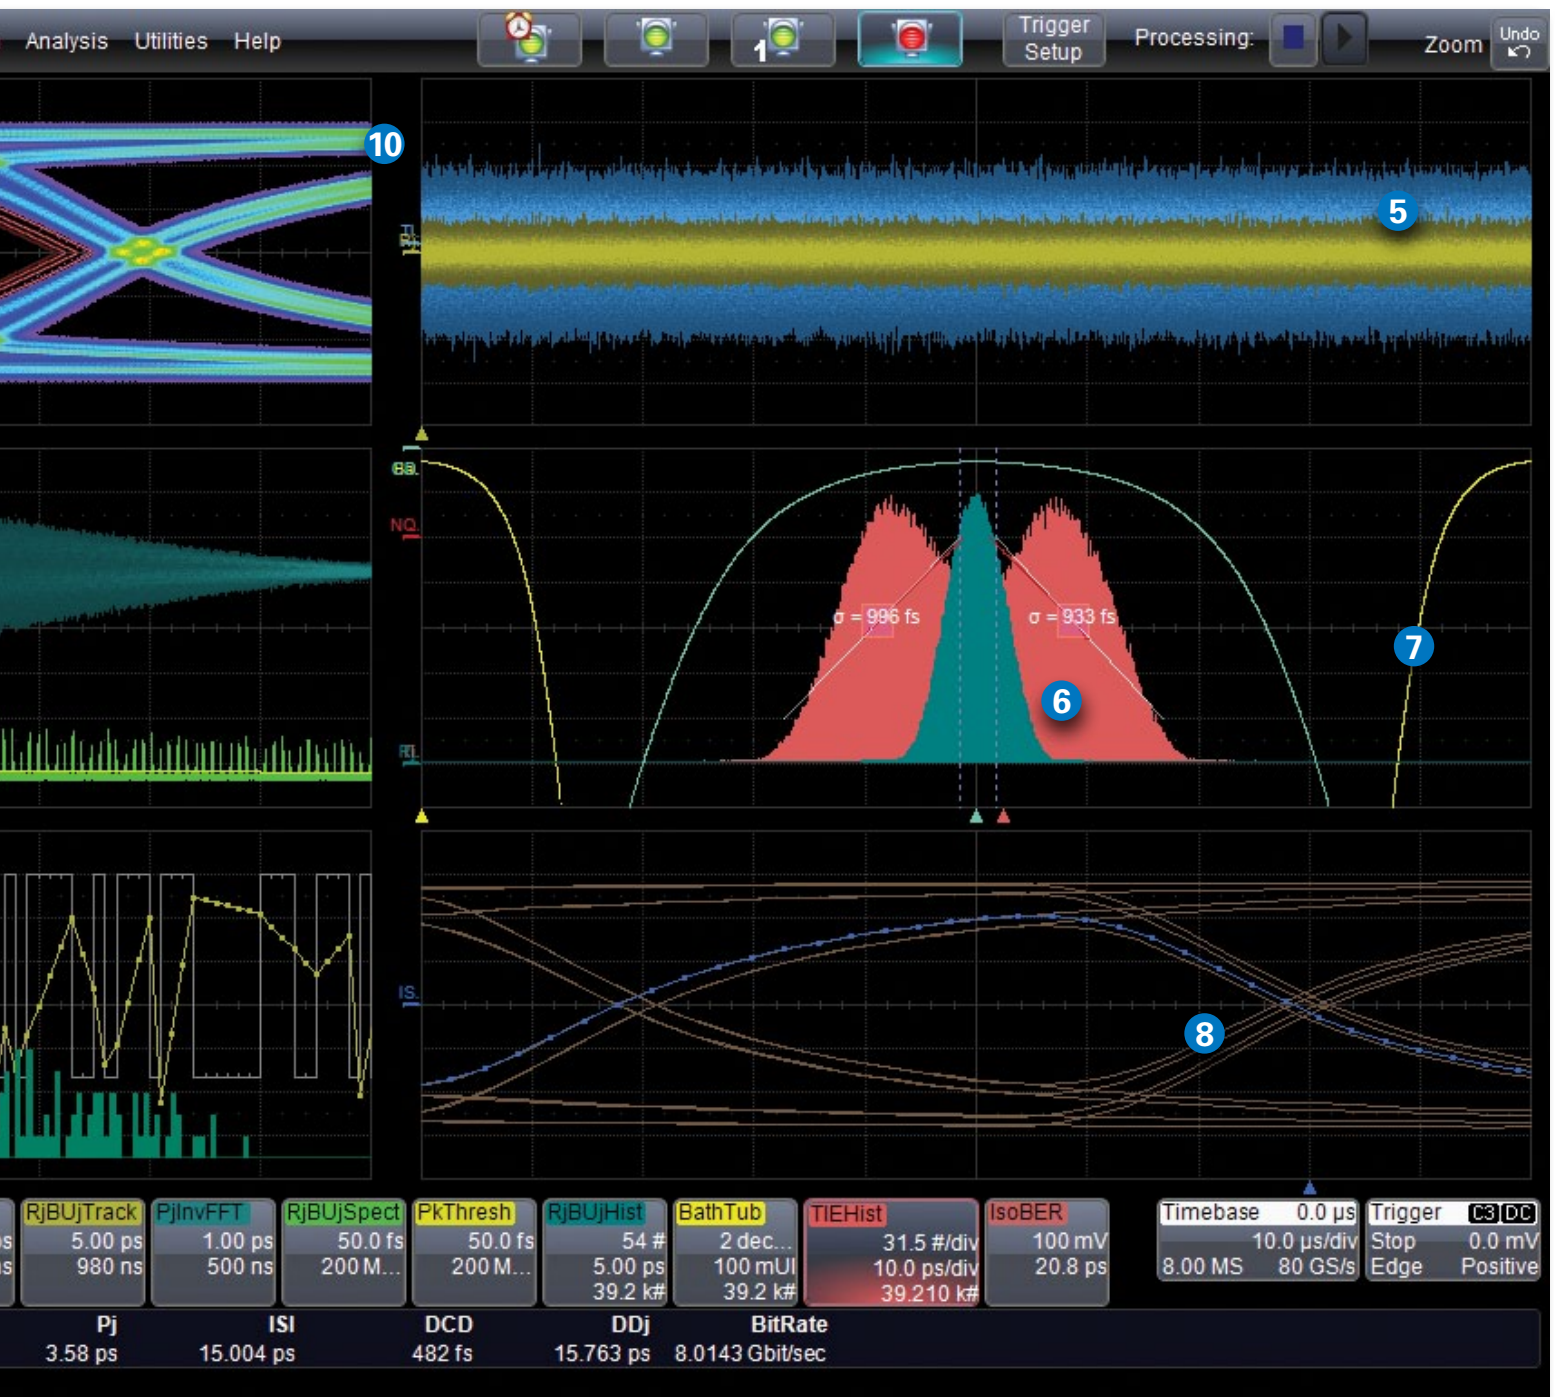 Analysis Utilities Help
1
Trigger
Setup
Processing:
Zoom
Undo
10
5
Rj.
Ba.
NQ.
σ = 996 fs
σ = 933 fs
7
6
IS.
8
RjBUjTrack
5.00 ps
980 ns
PjInvFFT
1.00 ps
500 ns
RjBUjSpect
50.0 fs
200 M...
PkThresh
50.0 fs
200 M...
RjBUjHist
54 #
5.00 ps
39.2 k#
BathTub
2 dec...
100 mUI
39.2 k#
TIEHist
31.5 #/div
10.0 ps/div
39.210 k#
IsoBER
100 mV
20.8 ps
Timebase 0.0 µs
10.0 µs/div
8.00 MS 80 GS/s
Trigger C3 DC
Stop 0.0 mV
Edge Positive
Pj ISI DCD DDj BitRate
3.58 ps 15.004 ps 482 fs 15.763 ps 8.0143 Gbit/sec